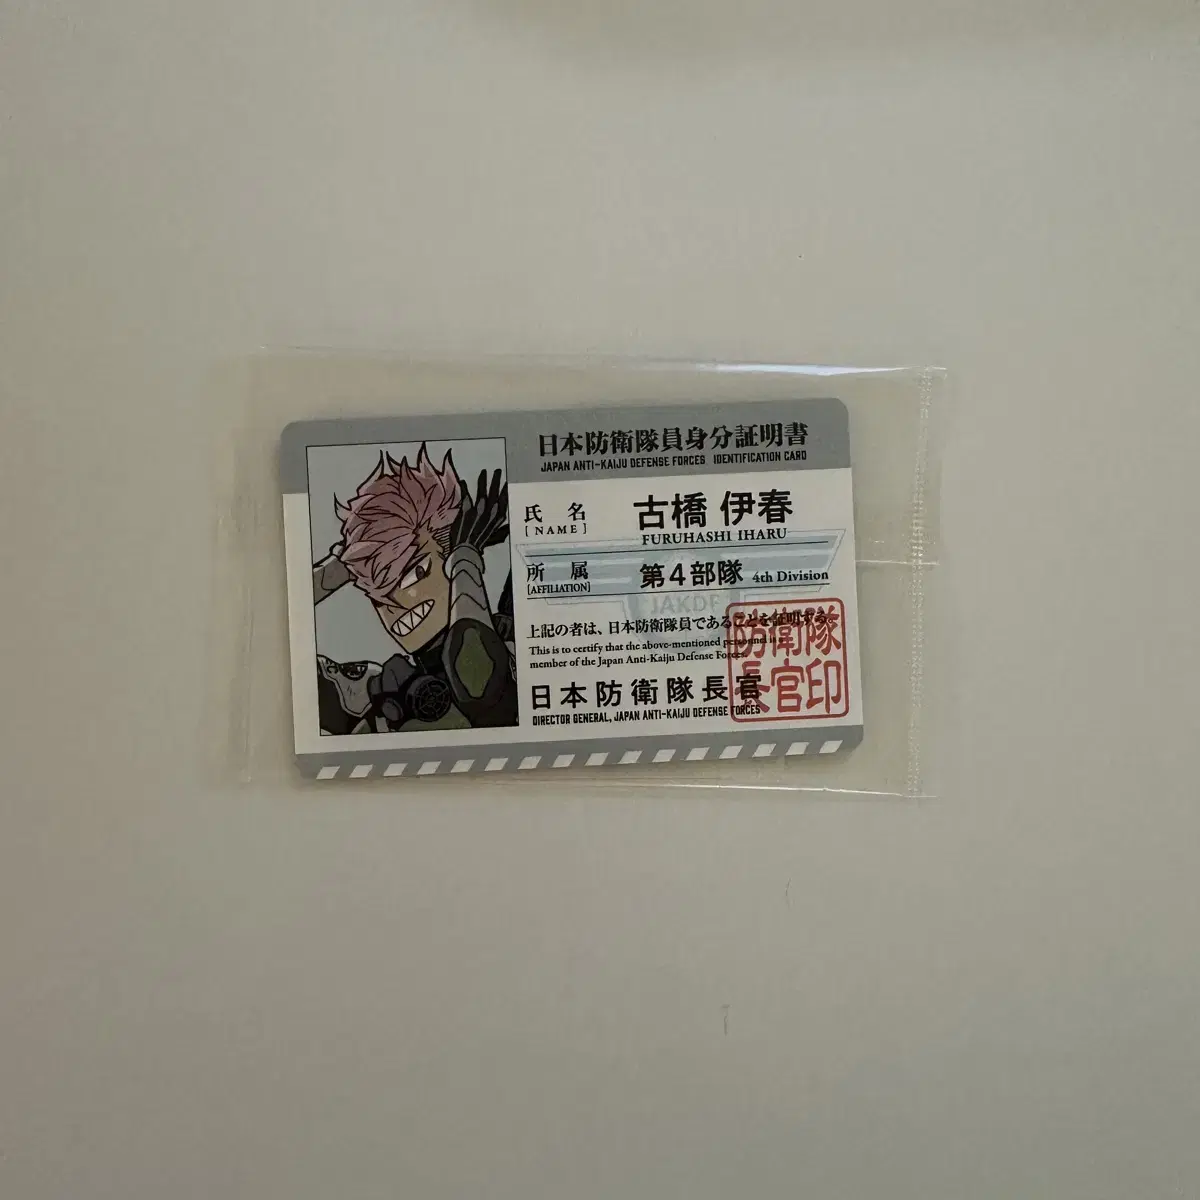 日本防衛隊員身分証明書
JAPAN ANTI-KAIJU DEFENSE FORCES IDENTIFICATION CARD
氏 名 古橋 伊春
[NAME] FURUHASHI IHARU
所 属 第4部隊 4th Division
[AFFILIATION]
JAKDF
上記の者は、日本防衛隊員であることを証明する。
This is to certify that the above-mentioned personnel is a
member of the Japan Anti-Kaiju Defense Forces.
日本防衛隊長官
DIRECTOR GENERAL, JAPAN ANTI-KAIJU DEFENSE FORCES
防衛隊
長官印